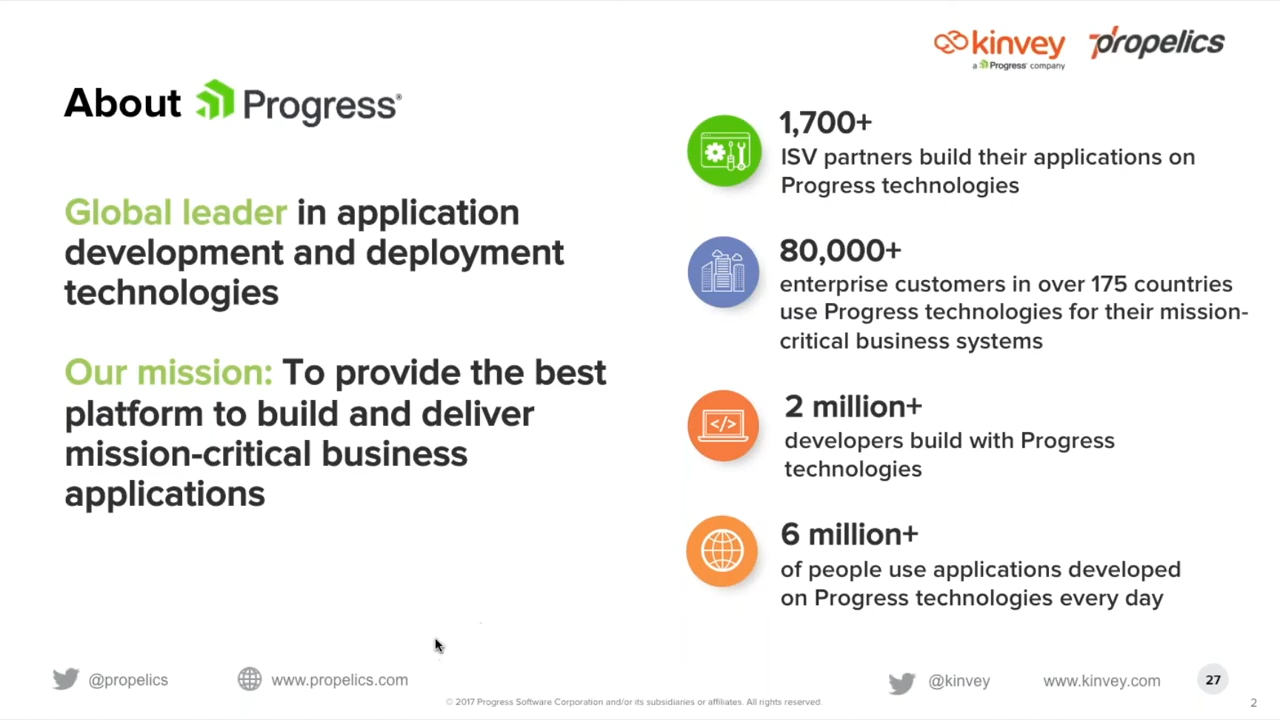 kinvey
a Progress company
propelics
About Progress®
Global leader in application
development and deployment
technologies
Our mission: To provide the best
platform to build and deliver
mission-critical business
applications
1,700+
ISV partners build their applications on
Progress technologies
80,000+
enterprise customers in over 175 countries
use Progress technologies for their mission-
critical business systems
</>
2 million+
developers build with Progress
technologies
6 million+
of people use applications developed
on Progress technologies every day
@propelics
www.propelics.com
© 2017 Progress Software Corporation and/or its subsidiaries or affiliates. All rights reserved.
@kinvey
www.kinvey.com
27
2